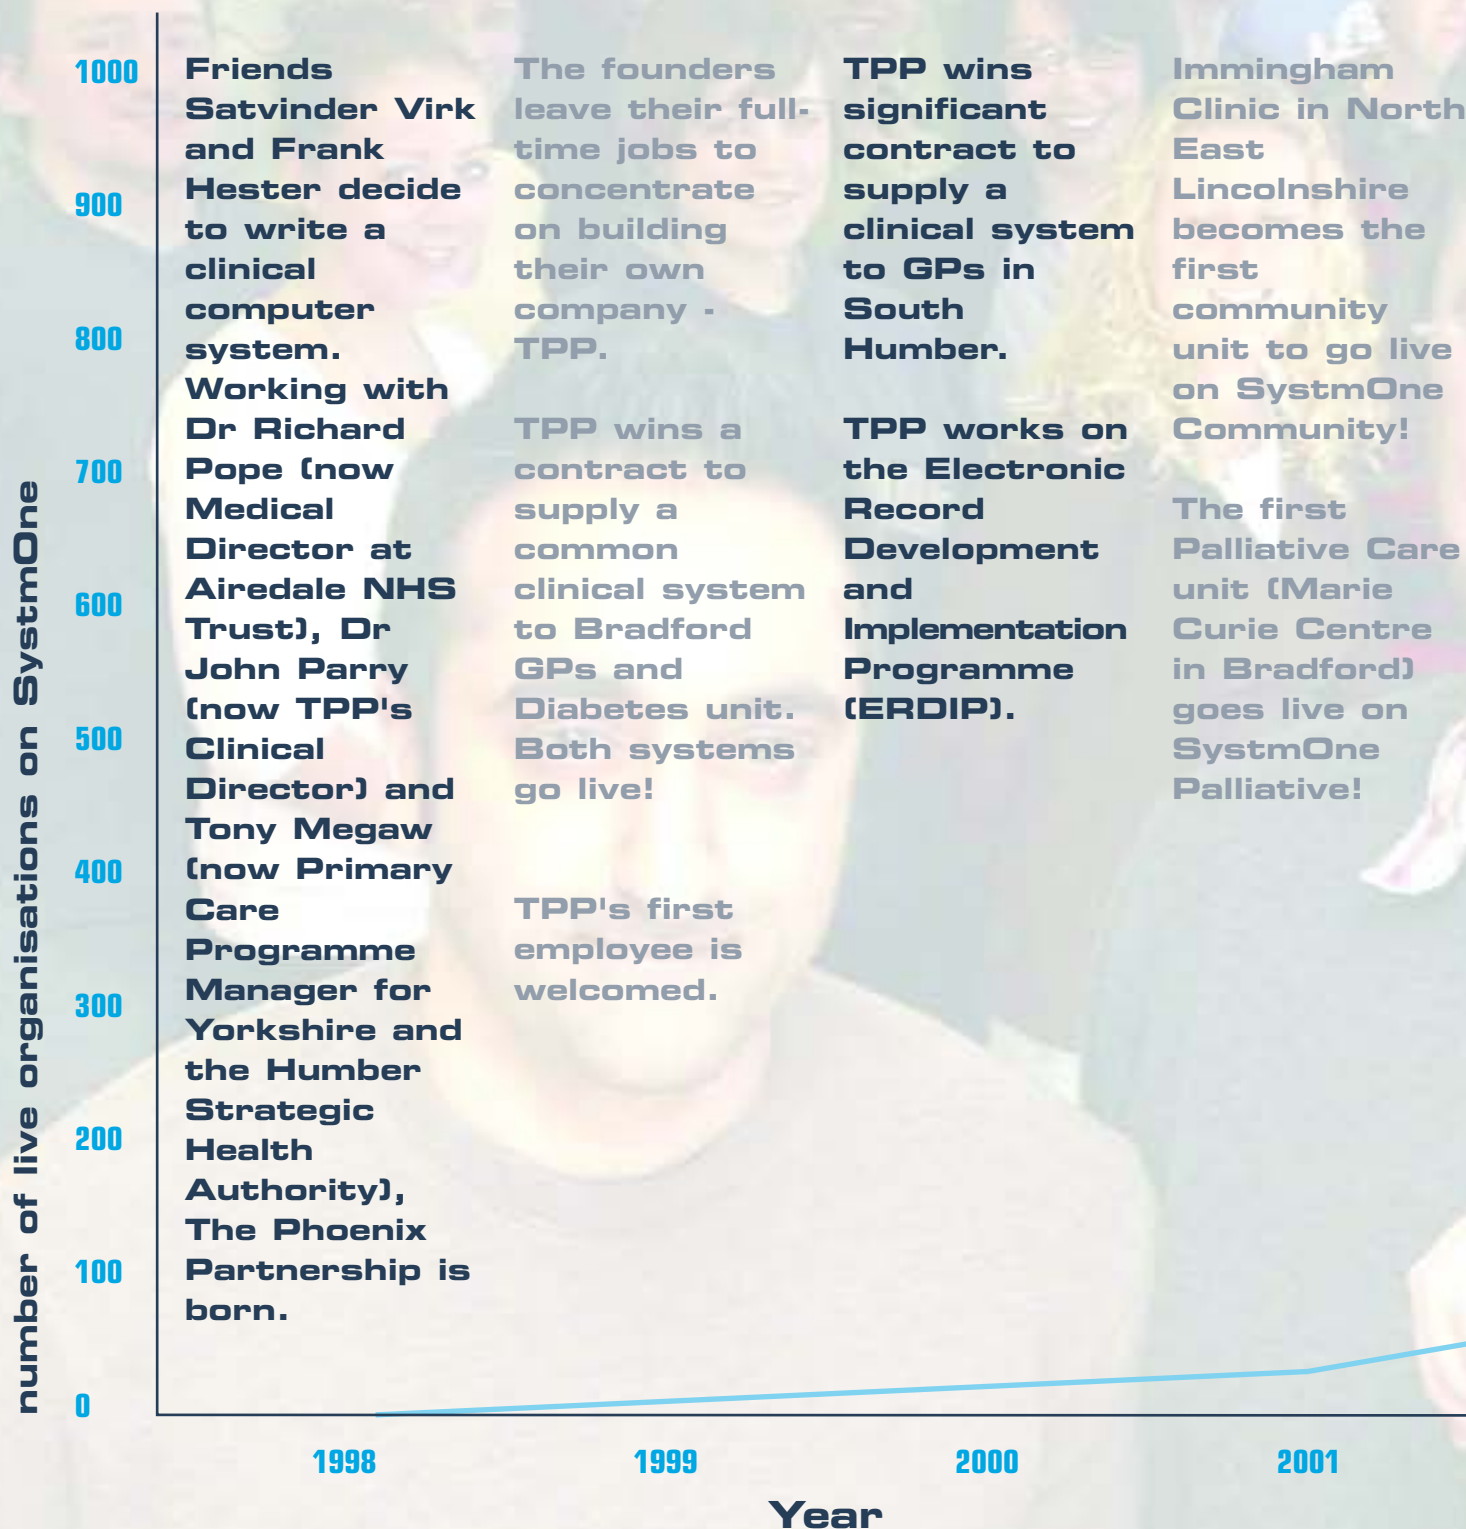 number of live organisations on SystmOne
1000
900
800
700
600
500
400
300
200
100
0
Friends
Satvinder Virk
and Frank
Hester decide
to write a
clinical
computer
system.
Working with
Dr Richard
Pope (now
Medical
Director at
Airedale NHS
Trust), Dr
John Parry
(now TPP's
Clinical
Director) and
Tony Megaw
(now Primary
Care
Programme
Manager for
Yorkshire and
the Humber
Strategic
Health
Authority),
The Phoenix
Partnership is
born.
The founders
leave their full-
time jobs to
concentrate
on building
their own
company -
TPP.
TPP wins a
contract to
supply a
common
clinical system
to Bradford
GPs and
Diabetes unit.
Both systems
go live!
TPP's first
employee is
welcomed.
TPP wins
significant
contract to
supply a
clinical system
to GPs in
South
Humber.
TPP works on
the Electronic
Record
Development
and
Implementation
Programme
(ERDIP).
Immingham
Clinic in North
East
Lincolnshire
becomes the
first
community
unit to go live
on SystmOne
Community!
The first
Palliative Care
unit (Marie
Curie Centre
in Bradford)
goes live on
SystmOne
Palliative!
1998
1999
2000
2001
Year